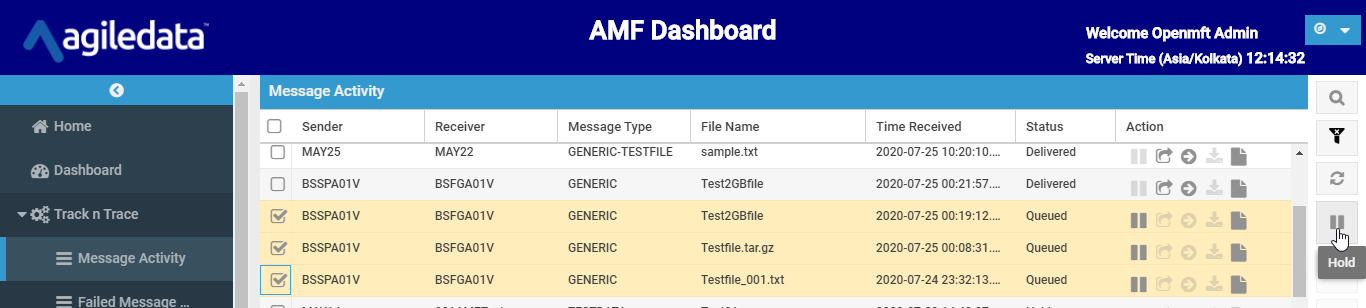 agiledata™
AMF Dashboard
Welcome Openmft Admin
Server Time (Asia/Kolkata) 12:14:32
Home
Dashboard
Track n Trace
Message Activity
Failed Message ...
Message Activity
Sender Receiver Message Type File Name Time Received Status Action
MAY25 MAY22 GENERIC-TESTFILE sample.txt 2020-07-25 10:20:10.... Delivered
BSSPA01V BSFGA01V GENERIC Test2GBfile 2020-07-25 00:21:57.... Delivered
BSSPA01V BSFGA01V GENERIC Test2GBfile 2020-07-25 00:19:12.... Queued
BSSPA01V BSFGA01V GENERIC Testfile.tar.gz 2020-07-25 00:08:31.... Queued
BSSPA01V BSFGA01V GENERIC Testfile_001.txt 2020-07-24 23:32:13.... Queued
Hold